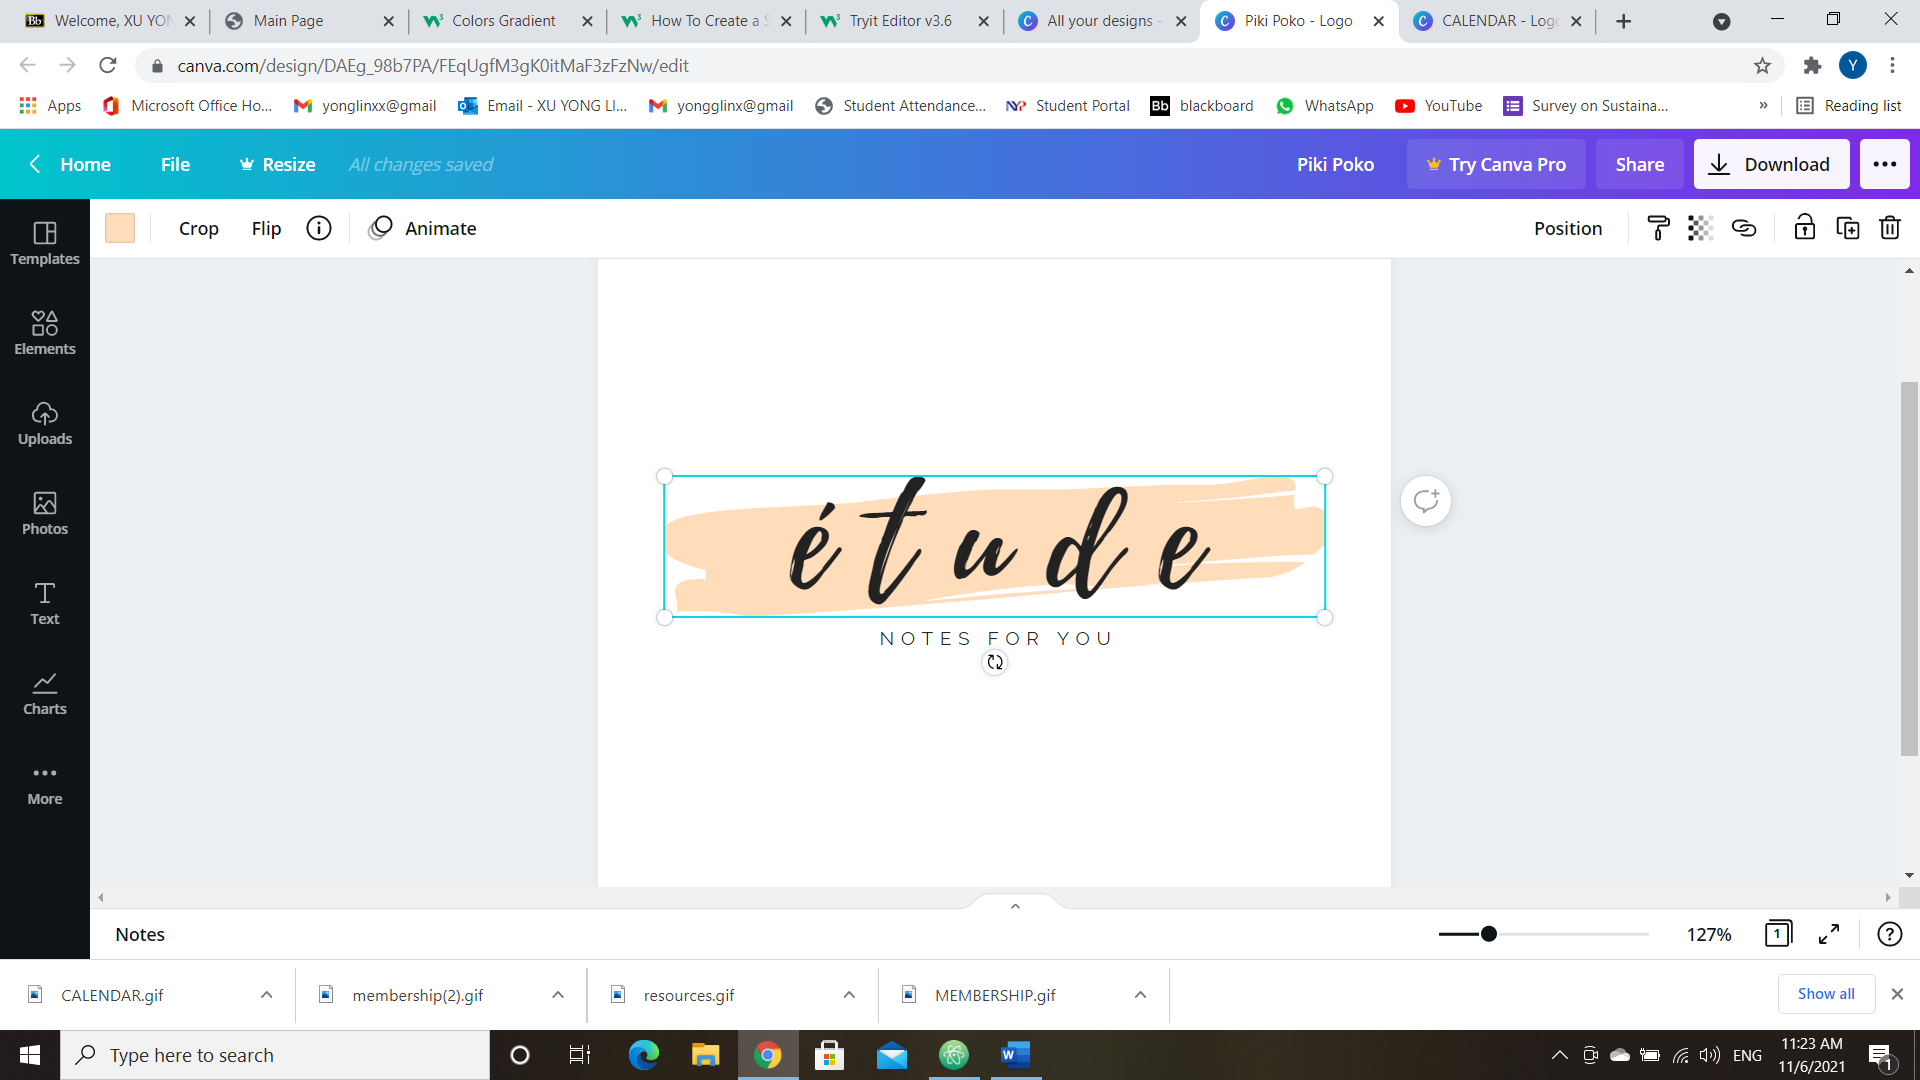 Welcome, XU YON
Main Page
Colors Gradient
How To Create a S
Tryit Editor v3.6
All your designs -
Piki Poko - Logo
CALENDAR - Logo
canva.com/design/DAEg_98b7PA/FEqUgfM3gK0itMaF3zFzNw/edit
Y
Apps
Microsoft Office Ho...
yonglinxx@gmail
Email - XU YONG LI...
yongglinx@gmail
Student Attendance...
NYP Student Portal
Bb blackboard
WhatsApp
YouTube
Survey on Sustaina...
»
Reading list
Home
File
Resize
All changes saved
Piki Poko
Try Canva Pro
Share
Download
Crop
Flip
Animate
Position
Templates
Elements
Uploads
Photos
Text
Charts
More
étude
NOTES FOR YOU
Notes
127%
1
?
CALENDAR.gif
membership(2).gif
resources.gif
MEMBERSHIP.gif
Show all
Type here to search
ENG
11:23 AM
11/6/2021
1